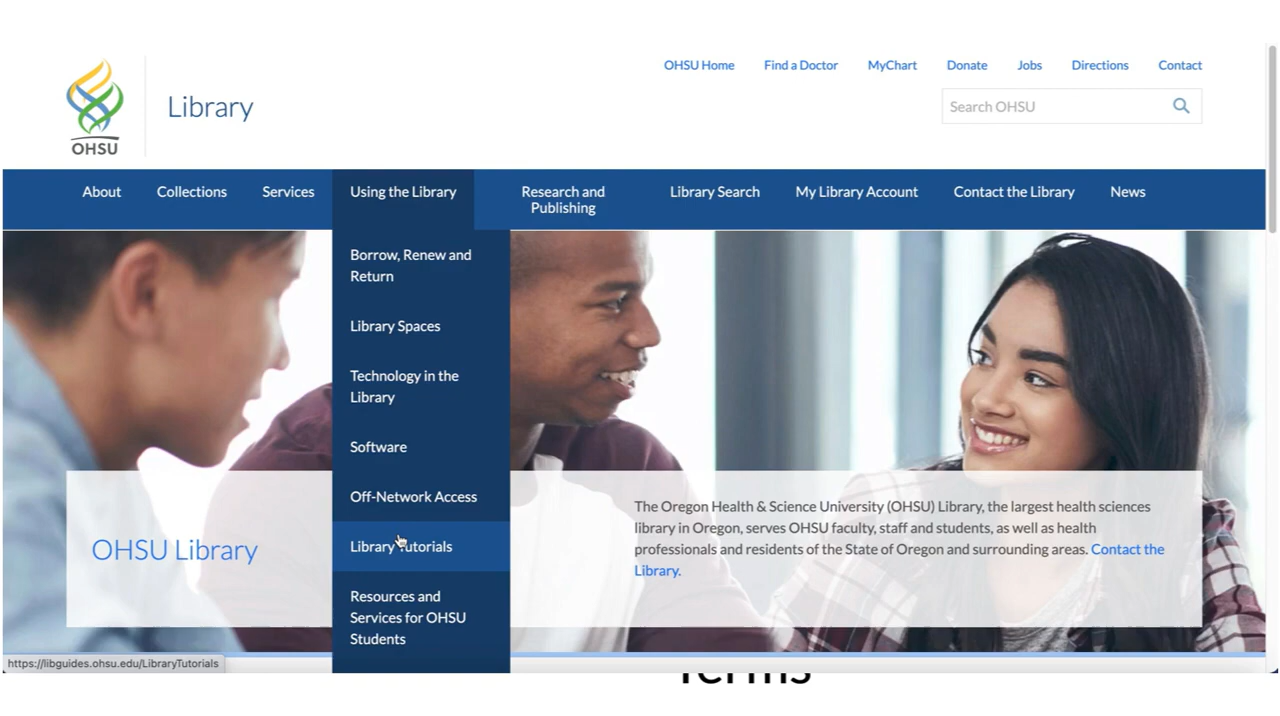 OHSU Home Find a Doctor MyChart Donate Jobs Directions Contact
OHSU
Library
Search OHSU
About Collections Services Using the Library Research and Publishing Library Search My Library Account Contact the Library News
Borrow, Renew and
Return
Library Spaces
Technology in the
Library
Software
Off-Network Access
Library Tutorials
Resources and
Services for OHSU
Students
OHSU Library
The Oregon Health & Science University (OHSU) Library, the largest health sciences
library in Oregon, serves OHSU faculty, staff and students, as well as health
professionals and residents of the State of Oregon and surrounding areas. Contact the
Library.
https://libguides.ohsu.edu/LibraryTutorials
Terms